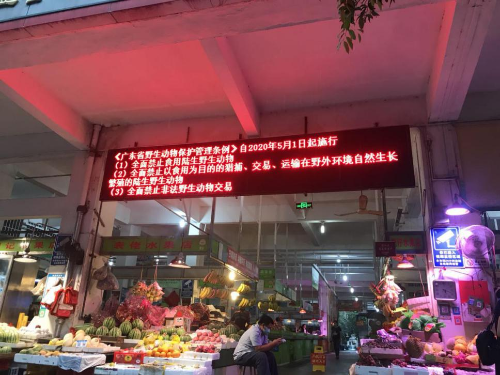 《广东省野生动物保护管理条例》自2020年5月1日起施行
(1)全面禁止食用陆生野生动物
(2)全面禁止以食用为目的的猎捕、交易、运输在野外环境自然生长
繁殖的陆生野生动物
(3)全面禁止非法野生动物交易